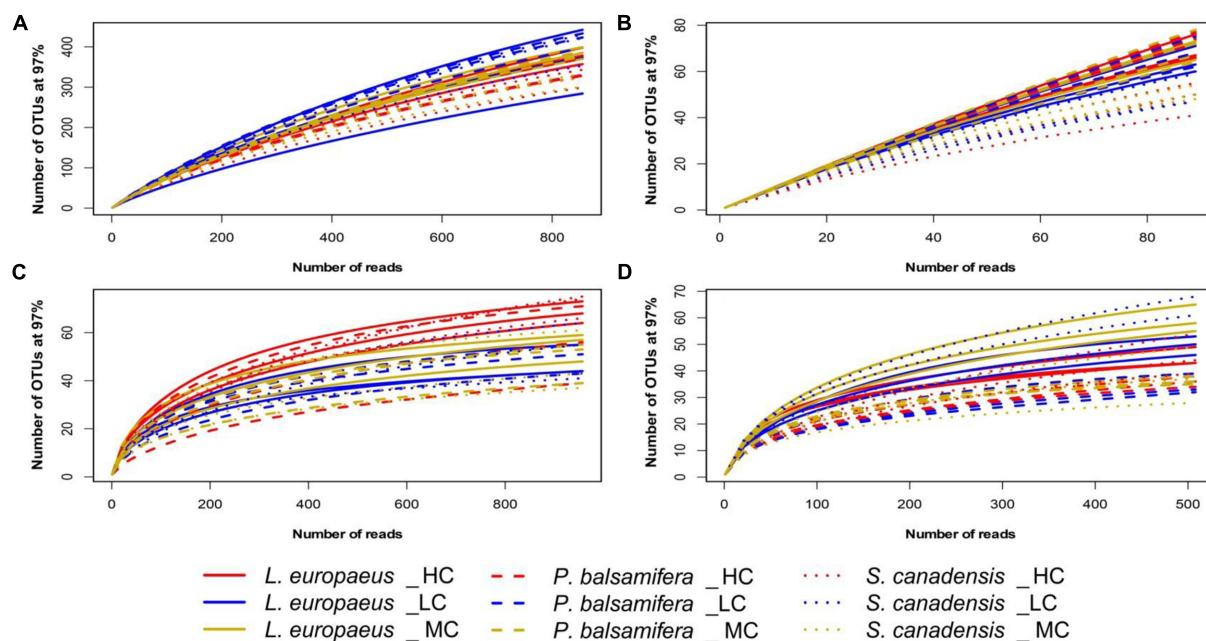 A
Number of OTUs at 97%
0 100 200 300 400
0 200 400 600 800
Number of reads
B
Number of OTUs at 97%
0 20 40 60 80
0 20 40 60 80
Number of reads
C
Number of OTUs at 97%
0 20 40 60
0 200 400 600 800
Number of reads
D
Number of OTUs at 97%
0 10 20 30 40 50 60 70
0 100 200 300 400 500
Number of reads
L. europaeus _HC P. balsamifera _HC S. canadensis _HC
L. europaeus _LC P. balsamifera _LC S. canadensis _LC
L. europaeus _MC P. balsamifera _MC S. canadensis _MC